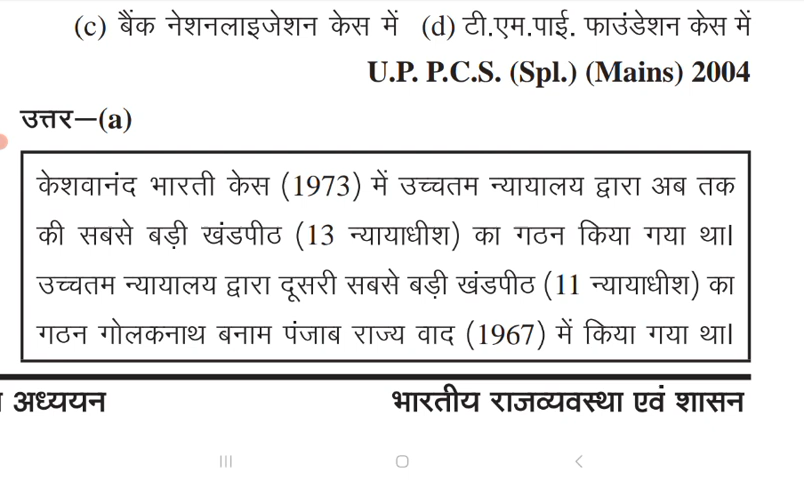 (c) बैंक नेशनलाइजेशन केस में (d) टी.एम.पाई. फाउंडेशन केस में
U.P. P.C.S. (Spl.) (Mains) 2004
उत्तर—(a)
केशवानंद भारती केस (1973) में उच्चतम न्यायालय द्वारा अब तक
की सबसे बड़ी खंडपीठ (13 न्यायाधीश) का गठन किया गया था।
उच्चतम न्यायालय द्वारा दूसरी सबसे बड़ी खंडपीठ (11 न्यायाधीश) का
गठन गोलकनाथ बनाम पंजाब राज्य वाद (1967) में किया गया था।
अध्ययन भारतीय राजव्यवस्था एवं शासन